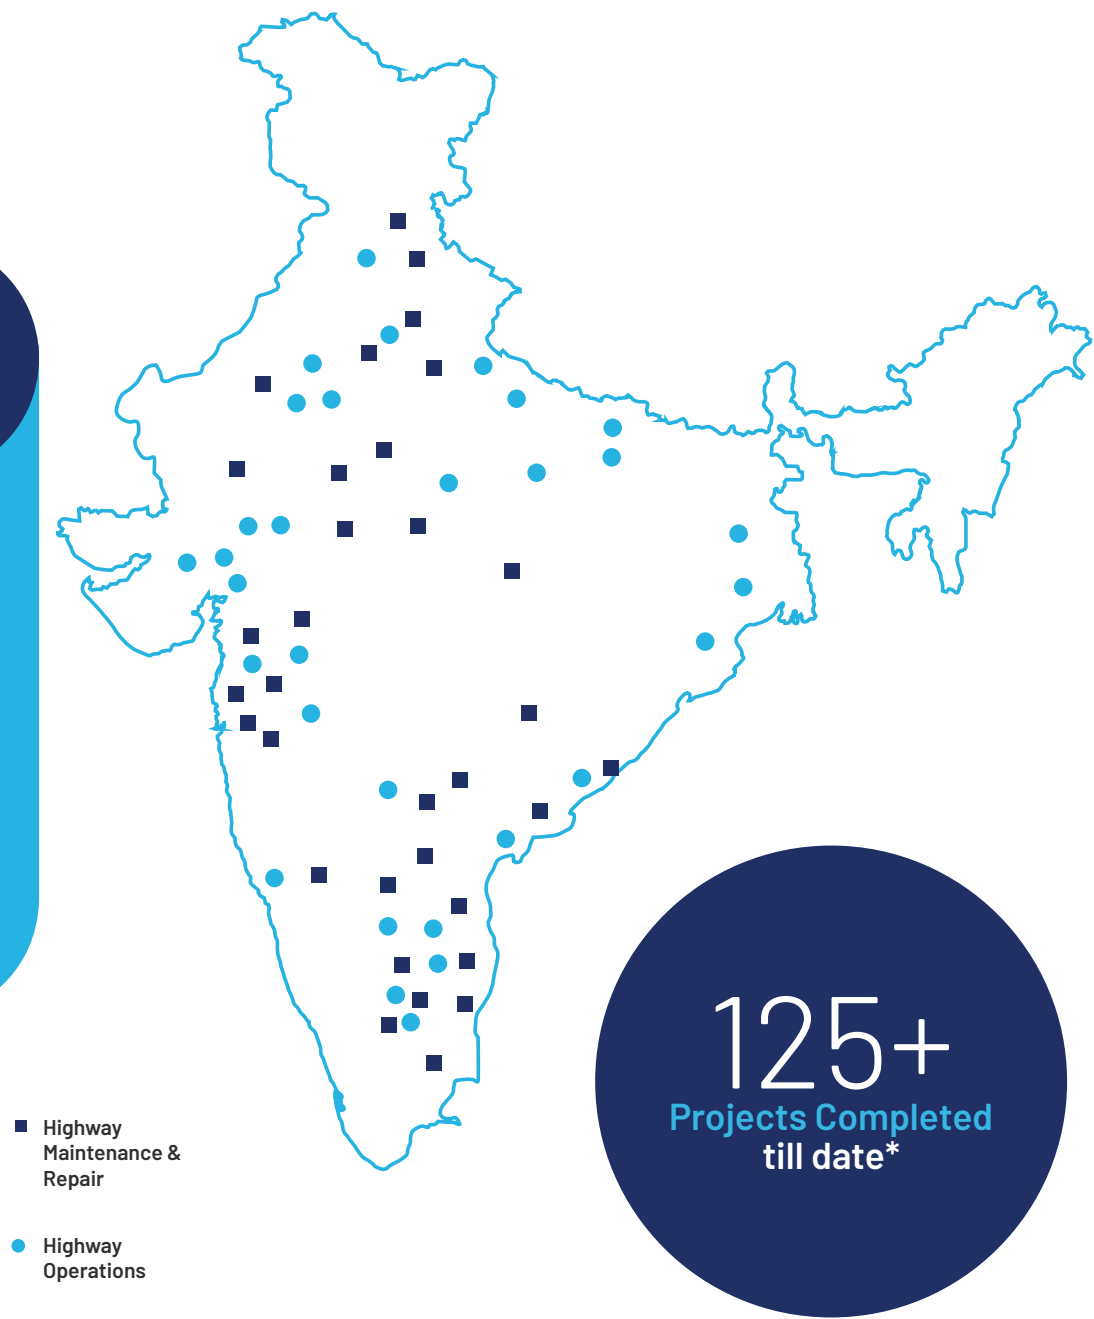 125+
Projects Completed
till date*
Highway
Maintenance &
Repair
Highway
Operations